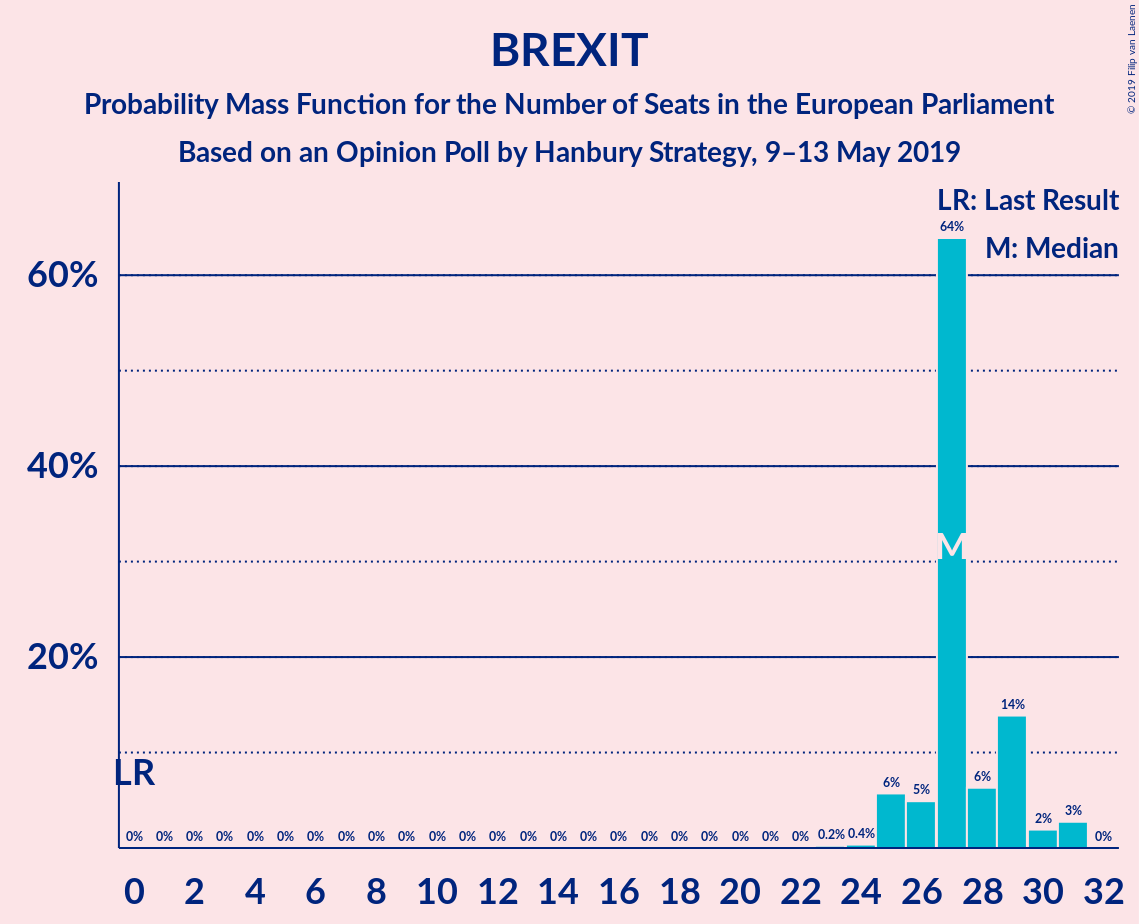 BREXIT
Probability Mass Function for the Number of Seats in the European Parliament
Based on an Opinion Poll by Hanbury Strategy, 9–13 May 2019
© 2019 Filip van Laenen
LR: Last Result
M: Median
60%
40%
20%
LR
M
0% 0% 0% 0% 0% 0% 0% 0% 0% 0% 0% 0% 0% 0% 0% 0% 0% 0% 0% 0% 0% 0% 0% 0.2% 0.4% 6% 5% 64% 6% 14% 2% 3% 0%
0 2 4 6 8 10 12 14 16 18 20 22 24 26 28 30 32